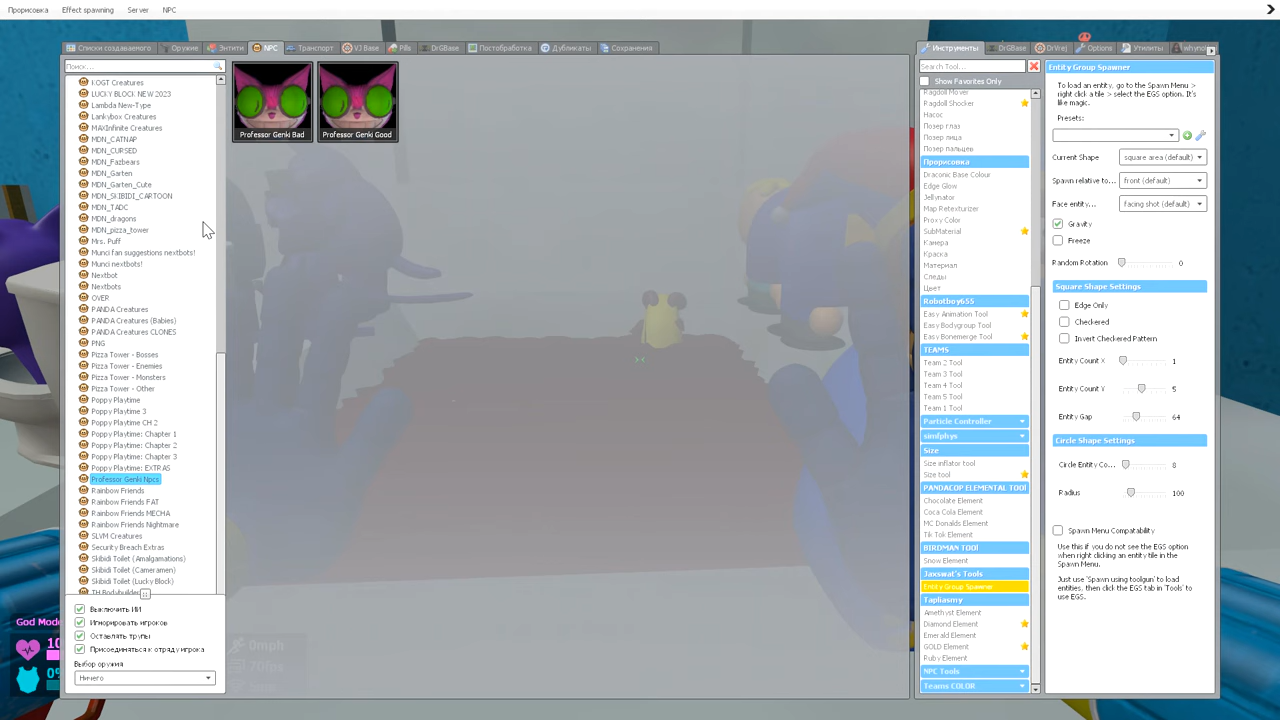 Прорисовка Effect spawning Server NPC
Списки создаваемого Оружие Энтити NPC Транспорт VJ Base Pills DrGBase Постобработка Дубликаты Сохранения
Поиск...
LUCKY BLOCK NEW 2023
Lambda New-Type
Lankybox Creatures
MAXInfinite Creatures
MDN_CATNAP
MDN_CURSED
MDN_Fazbears
MDN_Garten
MDN_Garten_Cute
MDN_SKIBIDI_CARTOON
MDN_TADC
MDN_dragons
MDN_pizza_tower
Mrs. Puff
Munci fan suggestions nextbots!
Munci nextbots!
Nextbot
Nextbots
OVER
PANDA Creatures
PANDA Creatures (Babies)
PANDA Creatures CLONES
PNG
Pizza Tower - Bosses
Pizza Tower - Enemies
Pizza Tower - Monsters
Pizza Tower - Other
Poppy Playtime
Poppy Playtime 3
Poppy Playtime CH 2
Poppy Playtime: Chapter 1
Poppy Playtime: Chapter 2
Poppy Playtime: Chapter 3
Poppy Playtime: EXTRAS
Professor Genki Npcs
Rainbow Friends
Rainbow Friends FAT
Rainbow Friends MECHA
Rainbow Friends Nightmare
SLVM Creatures
Security Breach Extras
Skibidi Toilet (Amalgamations)
Skibidi Toilet (Cameramen)
Skibidi Toilet (Lucky Block)
Выключить ИИ
Игнорировать игроков
Оставлять трупы
Присоединяться к отряду игрока
Выбор оружия
Ничего
Professor Genki Bad
Professor Genki Good
God Mode
0mph
70fps
Инструменты DrGBase DrVrej Options Утилиты
Search Tool...
Show Favorites Only
Ragdoll Mover
Ragdoll Shocker
Насос
Позер глаз
Позер лица
Позер пальцев
Прорисовка
Draconic Base Colour
Edge Glow
Jellynator
Map Retexturizer
Proxy Color
SubMaterial
Камера
Краска
Материал
Следы
Цвет
Robotboy655
Easy Animation Tool
Easy Bodygroup Tool
Easy Bonemerge Tool
TEAMS
Team 2 Tool
Team 3 Tool
Team 4 Tool
Team 5 Tool
Team 1 Tool
Particle Controller
simfphys
Size
Size inflator tool
Size tool
PANDACOP ELEMENTAL TOOl
Chocolate Element
Coca Cola Element
MC Donalds Element
Tik Tok Element
BIRDMAN TOOl
Snow Element
Jaxswat's Tools
Entity Group Spawner
Tapliasmy
Amethyst Element
Diamond Element
Emerald Element
GOLD Element
Ruby Element
NPC Tools
Teams COLOR
Entity Group Spawner
To load an entity, go to the Spawn Menu >
right click a tile > select the EGS option. It's
like magic.
Presets:
Current Shape square area (default)
Spawn relative to... front (default)
Face entity... facing shot (default)
Gravity
Freeze
Random Rotation 0
Square Shape Settings
Edge Only
Checkered
Invert Checkered Pattern
Entity Count X 1
Entity Count Y 5
Entity Gap 64
Circle Shape Settings
Circle Entity Co... 8
Radius 100
Spawn Menu Compatability
Use this if you do not see the EGS option
when right clicking an entity tile in the
Spawn Menu.
Just use 'Spawn using toolgun' to load
entities, then click the EGS tab in 'Tools' to
use EGS.